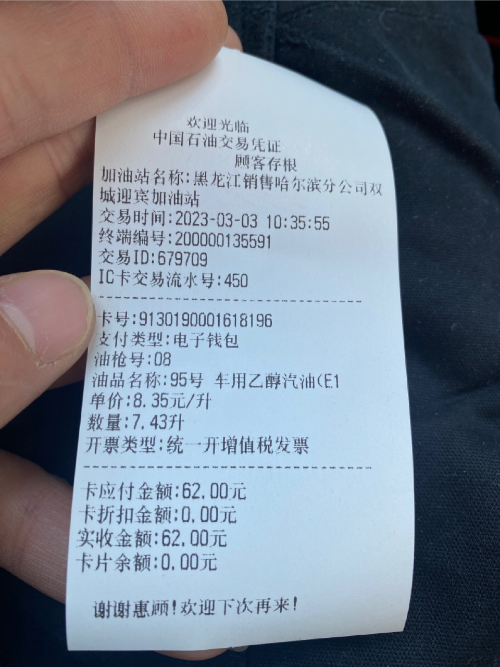 欢迎光临
中国石油交易凭证
顾客存根
加油站名称:黑龙江销售哈尔滨分公司双
城迎宾加油站
交易时间:2023-03-03 10:35:55
终端编号:200000135591
交易ID:679709
IC卡交易流水号:450
卡号:9130190001618196
支付类型:电子钱包
油枪号:08
油品名称:95号 车用乙醇汽油(E1
单价:8.35元/升
数量:7.43升
开票类型:统一开增值税发票
卡应付金额:62.00元
卡折扣金额:0.00元
实收金额:62.00元
卡片余额:0.00元
谢谢惠顾!欢迎下次再来!